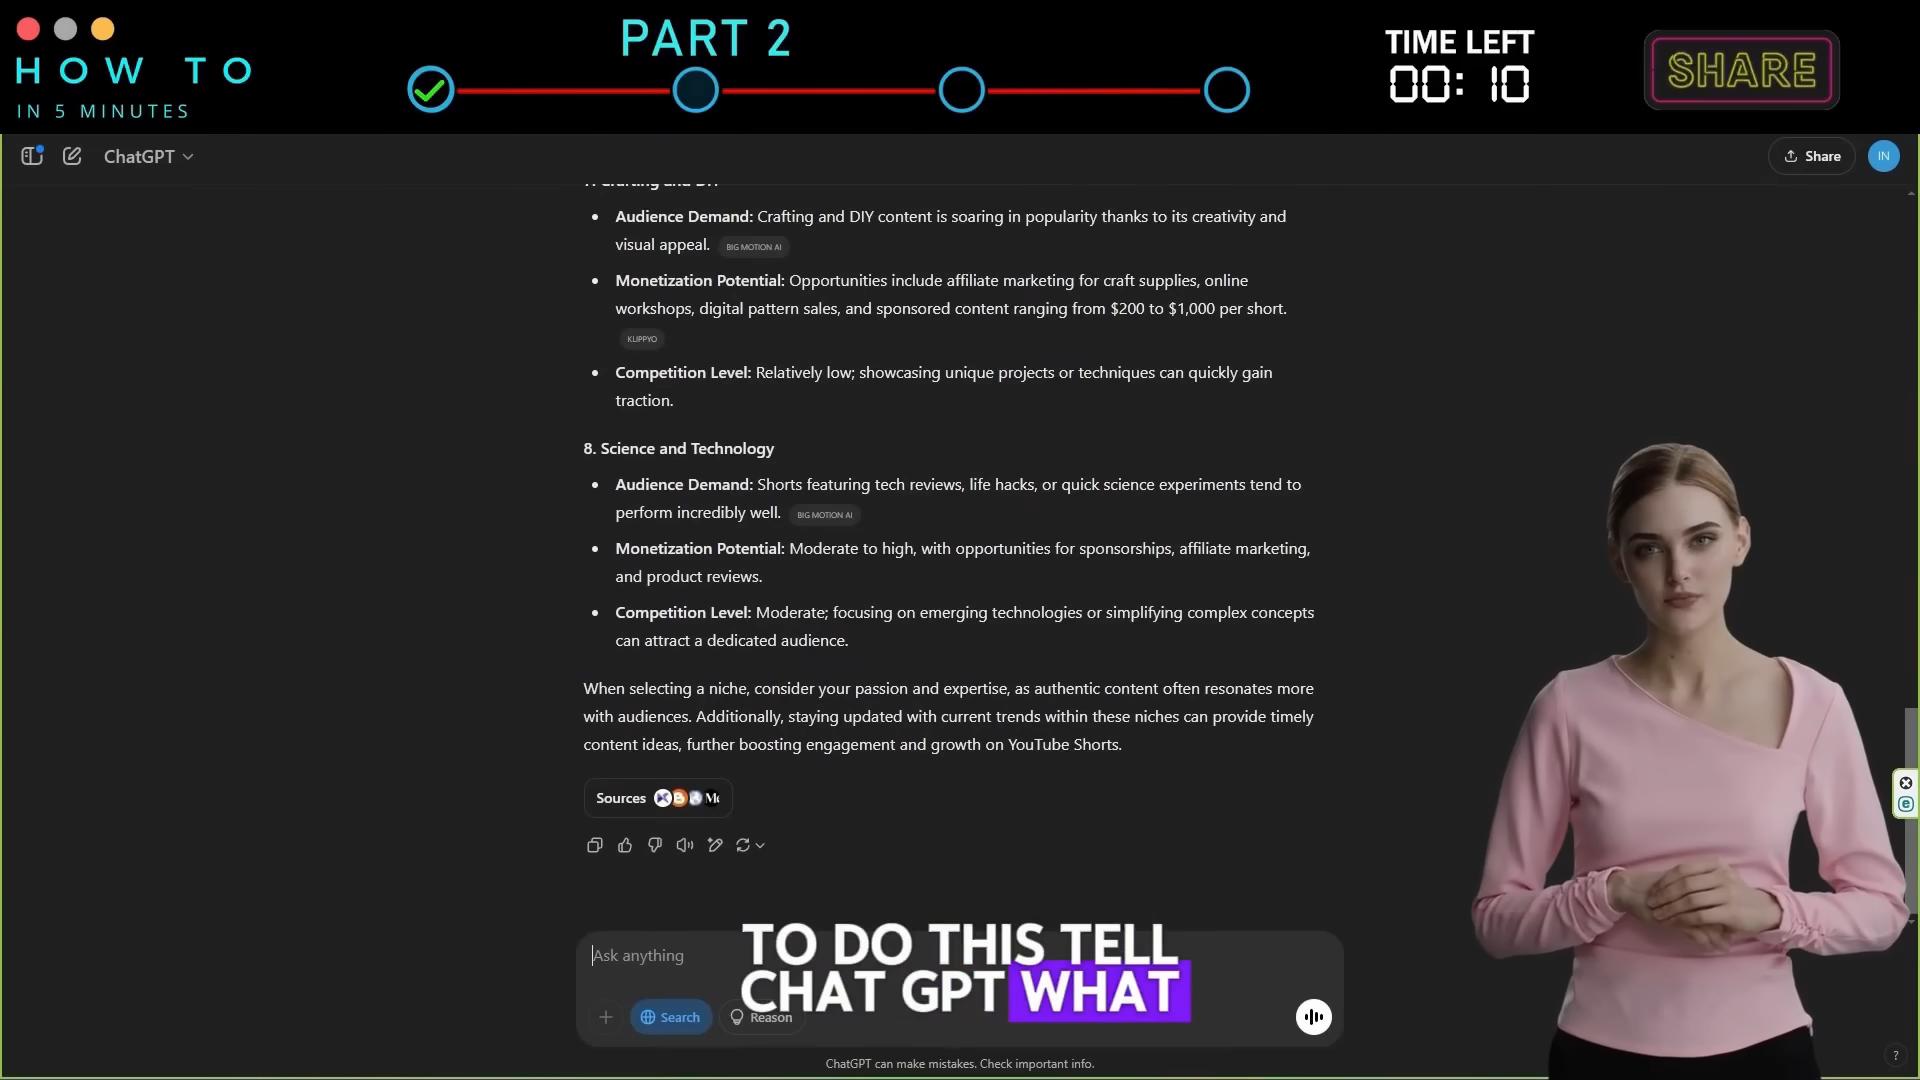 PART 2
HOW TO
IN 5 MINUTES
TIME LEFT
00:10
SHARE
ChatGPT
Share
IN
7. Crafting and DIY
Audience Demand: Crafting and DIY content is soaring in popularity thanks to its creativity and
visual appeal. BIG MOTION AI
Monetization Potential: Opportunities include affiliate marketing for craft supplies, online
workshops, digital pattern sales, and sponsored content ranging from $200 to $1,000 per short.
KLIPPYO
Competition Level: Relatively low; showcasing unique projects or techniques can quickly gain
traction.
8. Science and Technology
Audience Demand: Shorts featuring tech reviews, life hacks, or quick science experiments tend to
perform incredibly well. BIG MOTION AI
Monetization Potential: Moderate to high, with opportunities for sponsorships, affiliate marketing,
and product reviews.
Competition Level: Moderate; focusing on emerging technologies or simplifying complex concepts
can attract a dedicated audience.
When selecting a niche, consider your passion and expertise, as authentic content often resonates more
with audiences. Additionally, staying updated with current trends within these niches can provide timely
content ideas, further boosting engagement and growth on YouTube Shorts.
Sources
Ask anything
TO DO THIS TELL
CHAT GPT WHAT
Search
Reason
ChatGPT can make mistakes. Check important info.
?